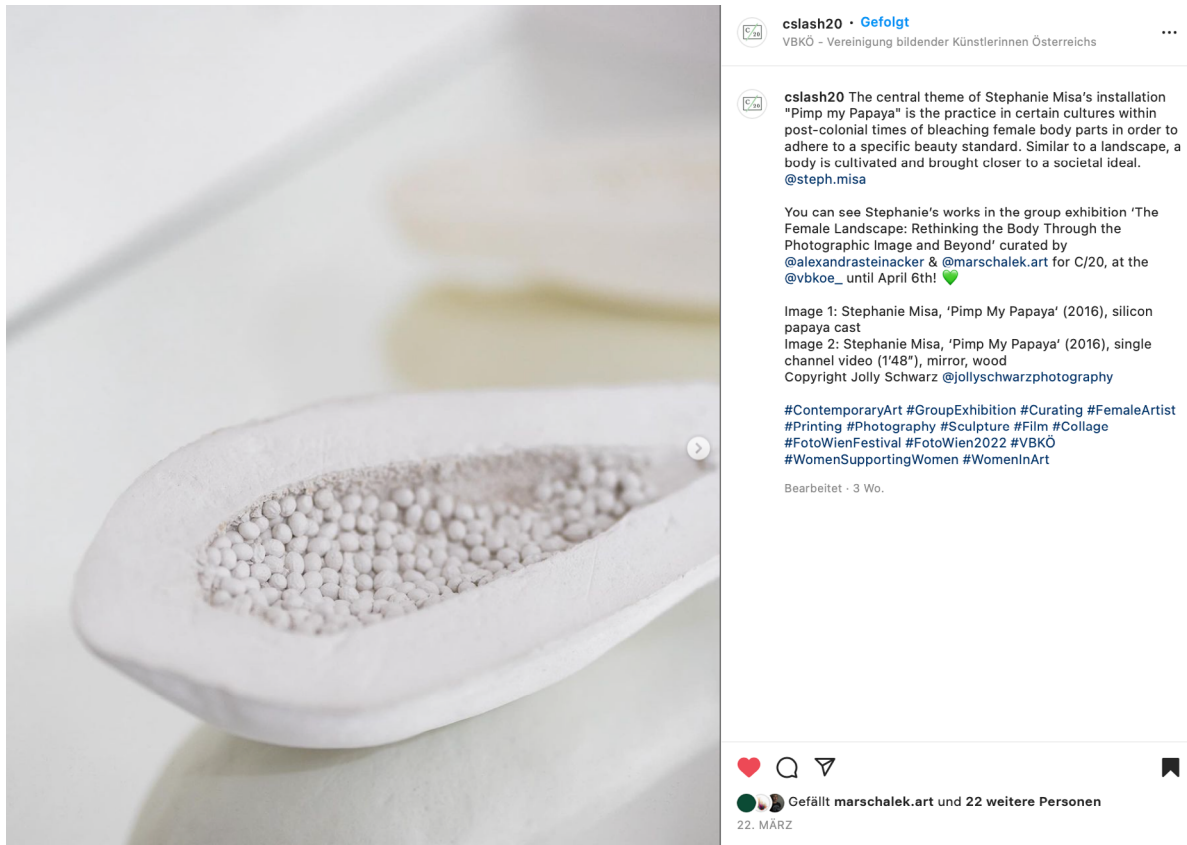 cslash20 • Gefolgt
VBKÖ - Vereinigung bildender Künstlerinnen Österreichs
cslash20 The central theme of Stephanie Misa's installation
"Pimp my Papaya" is the practice in certain cultures within
post-colonial times of bleaching female body parts in order to
adhere to a specific beauty standard. Similar to a landscape, a
body is cultivated and brought closer to a societal ideal.
@steph.misa
You can see Stephanie's works in the group exhibition 'The
Female Landscape: Rethinking the Body Through the
Photographic Image and Beyond' curated by
@alexandrasteinacker & @marschalek.art for C/20, at the
@vbkoe_ until April 6th! 💚
Image 1: Stephanie Misa, 'Pimp My Papaya' (2016), silicon
papaya cast
Image 2: Stephanie Misa, 'Pimp My Papaya' (2016), single
channel video (1'48"), mirror, wood
Copyright Jolly Schwarz @jollyschwarzphotography
#ContemporaryArt #GroupExhibition #Curating #FemaleArtist
#Printing #Photography #Sculpture #Film #Collage
#FotoWienFestival #FotoWien2022 #VBKÖ
#WomenSupportingWomen #WomenInArt
Bearbeitet · 3 Wo.
Gefällt marschalek.art und 22 weitere Personen
22. MÄRZ